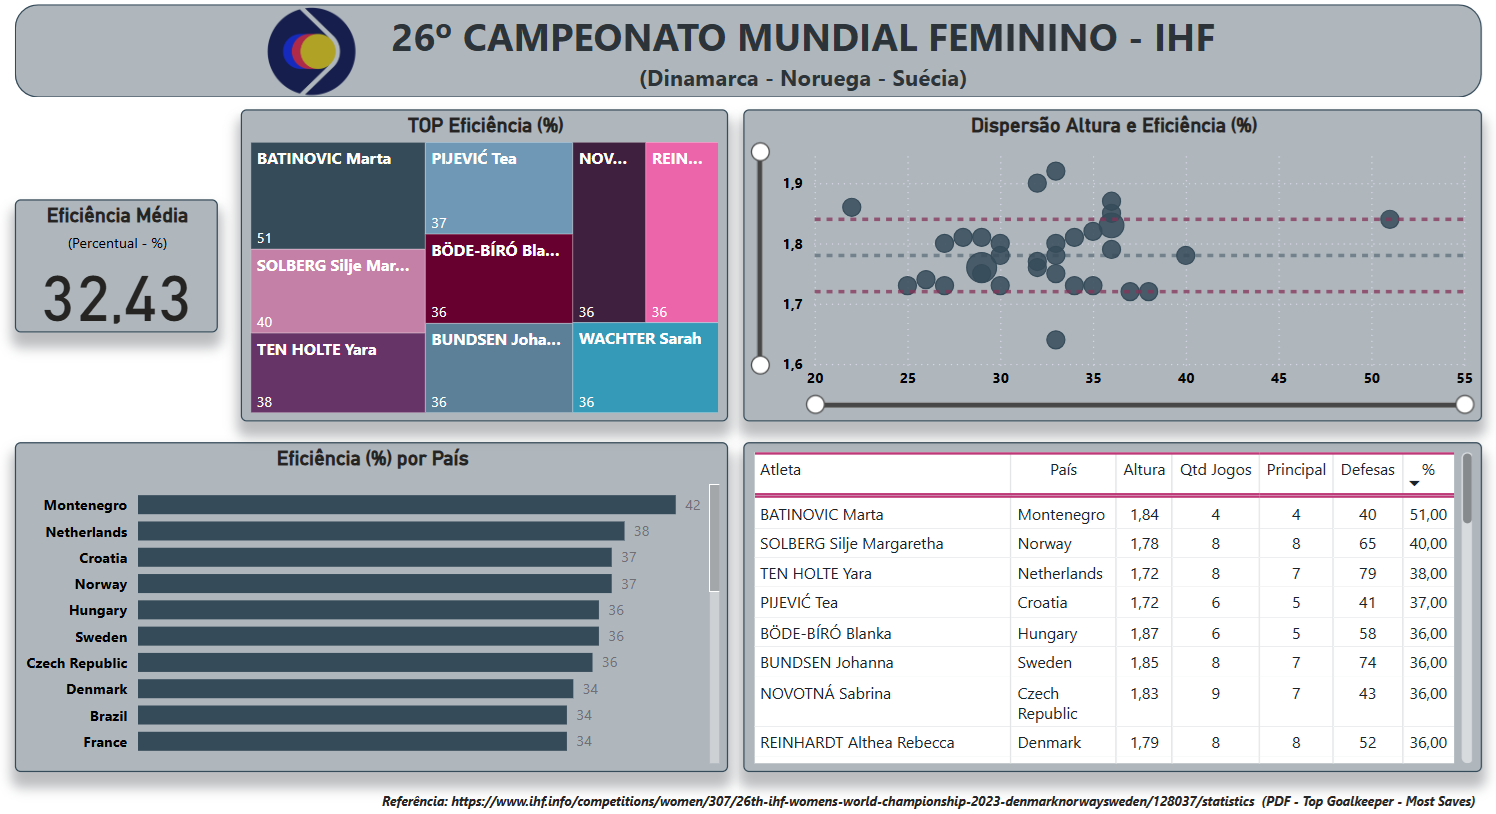 26º CAMPEONATO MUNDIAL FEMININO - IHF
(Dinamarca - Noruega - Suécia)
Eficiência Média
(Percentual - %)
32,43
TOP Eficiência (%)
BATINOVIC Marta
51
SOLBERG Silje Mar...
40
TEN HOLTE Yara
38
PIJEVIĆ Tea
37
BÖDE-BÍRÓ Bla...
36
BUNDSEN Joha...
36
NOV...
36
REIN...
36
WACHTER Sarah
36
Dispersão Altura e Eficiência (%)
1,9
1,8
1,7
1,6
20 25 30 35 40 45 50 55
Eficiência (%) por País
Montenegro 42
Netherlands 38
Croatia 37
Norway 37
Hungary 36
Sweden 36
Czech Republic 36
Denmark 34
Brazil 34
France 34
Atleta País Altura Qtd Jogos Principal Defesas %
BATINOVIC Marta Montenegro 1,84 4 4 40 51,00
SOLBERG Silje Margaretha Norway 1,78 8 8 65 40,00
TEN HOLTE Yara Netherlands 1,72 8 7 79 38,00
PIJEVIĆ Tea Croatia 1,72 6 5 41 37,00
BÖDE-BÍRÓ Blanka Hungary 1,87 6 5 58 36,00
BUNDSEN Johanna Sweden 1,85 8 7 74 36,00
NOVOTNÁ Sabrina Czech Republic 1,83 9 7 43 36,00
REINHARDT Althea Rebecca Denmark 1,79 8 8 52 36,00
Referência: https://www.ihf.info/competitions/women/307/26th-ihf-womens-world-championship-2023-denmarknorwaysweden/128037/statistics (PDF - Top Goalkeeper - Most Saves)